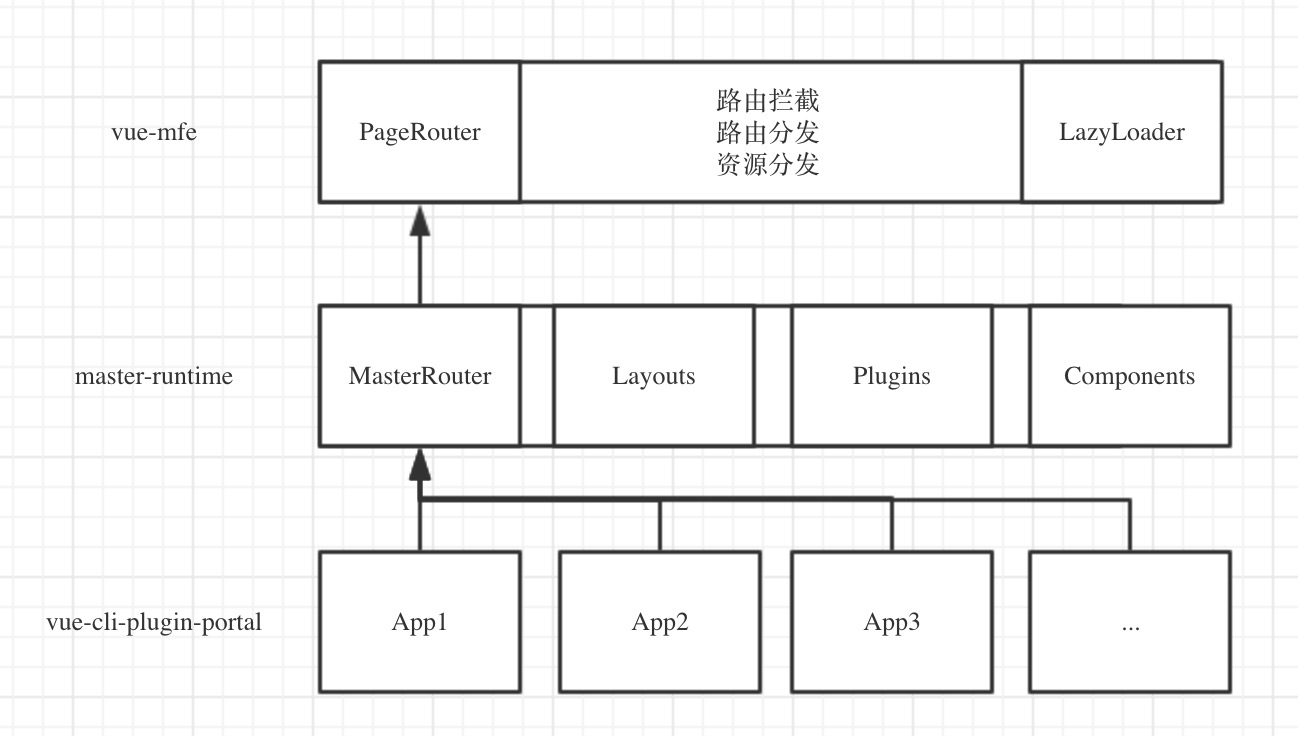 vue-mfe
PageRouter
路由拦截
路由分发
资源分发
LazyLoader
master-runtime
MasterRouter
Layouts
Plugins
Components
vue-cli-plugin-portal
App1
App2
App3
...